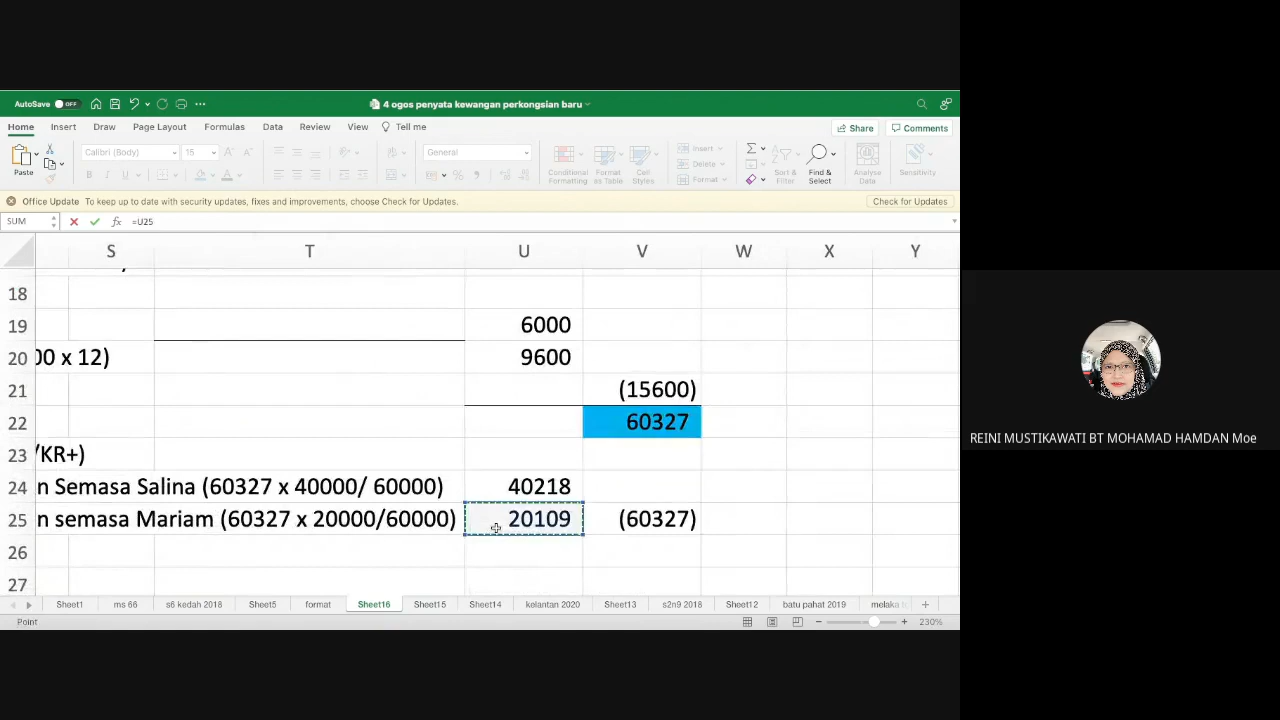 AutoSave OFF
4 ogos penyata kewangan perkongsian baru
Home Insert Draw Page Layout Formulas Data Review View Tell me
Share Comments
Paste
Calibri (Body) 15
General
Conditional Formatting
Format as Table
Cell Styles
Insert
Delete
Format
Sort & Filter
Find & Select
Analyse Data
Sensitivity
Office Update To keep up to date with security updates, fixes and improvements, choose Check for Updates.
Check for Updates
SUM fx =U25
S T U V W X Y
18
19 6000
20 00 x 12) 9600
21 (15600)
22 60327
23 /KR+)
24 n Semasa Salina (60327 x 40000/ 60000) 40218
25 n semasa Mariam (60327 x 20000/60000) 20109 (60327)
26
27
Sheet1 ms 66 s6 kedah 2018 Sheet5 format Sheet16 Sheet15 Sheet14 kelantan 2020 Sheet13 s2n9 2018 Sheet12 batu pahat 2019 melaka
Point
230%
REINI MUSTIKAWATI BT MOHAMAD HAMDAN Moe